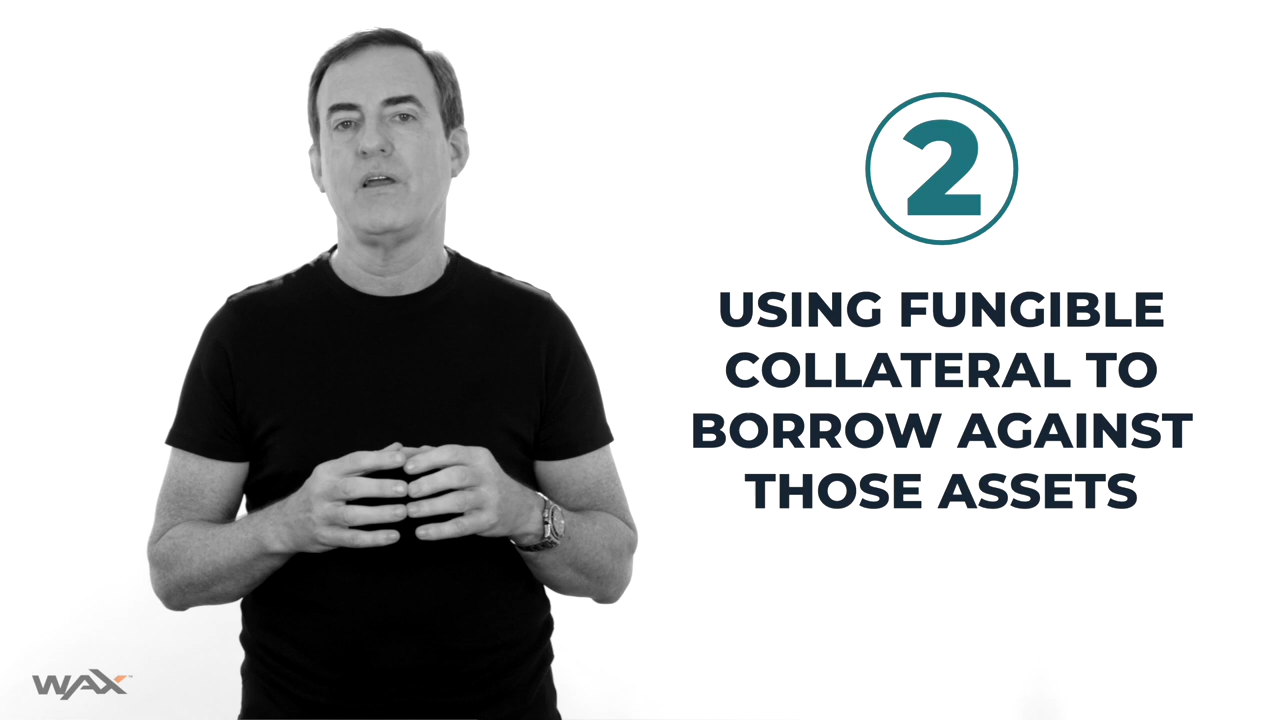 2
USING FUNGIBLE
COLLATERAL TO
BORROW AGAINST
THOSE ASSETS
WAX